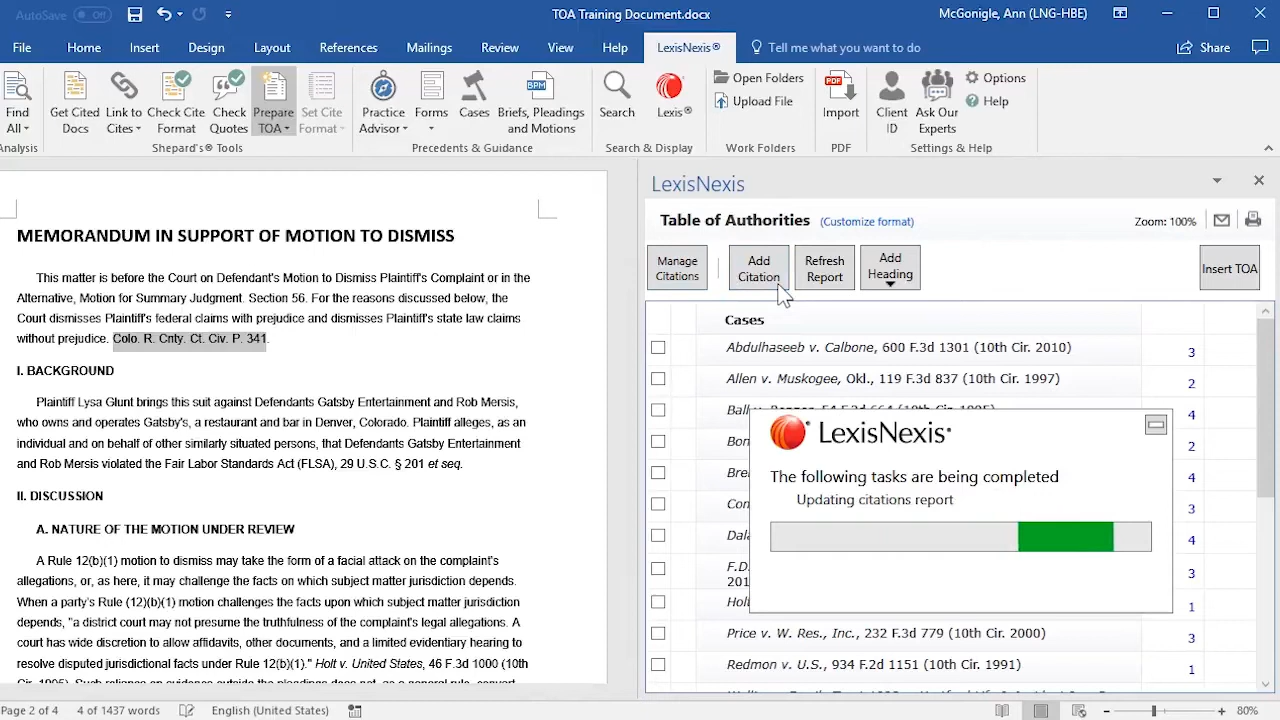 AutoSave Off
TOA Training Document.docx
McGonigle, Ann (LNG-HBE)
File Home Insert Design Layout References Mailings Review View Help LexisNexis® Tell me what you want to do Share
Find All
Get Cited Docs
Link to Cites
Check Cite Format
Check Quotes
Prepare TOA
Set Cite Format
Practice Advisor
Forms
Cases
BPM
Briefs, Pleadings and Motions
Search
Lexis®
Open Folders
Upload File
PDF
Import
Client ID
Ask Our Experts
Options
Help
Analysis
Shepard's® Tools
Precedents & Guidance
Search & Display
Work Folders
PDF
Settings & Help
MEMORANDUM IN SUPPORT OF MOTION TO DISMISS
This matter is before the Court on Defendant's Motion to Dismiss Plaintiff's Complaint or in the
Alternative, Motion for Summary Judgment. Section 56. For the reasons discussed below, the
Court dismisses Plaintiff's federal claims with prejudice and dismisses Plaintiff's state law claims
without prejudice. Colo. R. Cnty. Ct. Civ. P. 341.
I. BACKGROUND
Plaintiff Lysa Glunt brings this suit against Defendants Gatsby Entertainment and Rob Mersis,
who owns and operates Gatsby's, a restaurant and bar in Denver, Colorado. Plaintiff alleges, as an
individual and on behalf of other similarly situated persons, that Defendants Gatsby Entertainment
and Rob Mersis violated the Fair Labor Standards Act (FLSA), 29 U.S.C. § 201 et seq.
II. DISCUSSION
A. NATURE OF THE MOTION UNDER REVIEW
A Rule 12(b)(1) motion to dismiss may take the form of a facial attack on the complaint's
allegations, or, as here, it may challenge the facts on which subject matter jurisdiction depends.
When a party's Rule (12)(b)(1) motion challenges the facts upon which subject matter jurisdiction
depends, "a district court may not presume the truthfulness of the complaint's legal allegations. A
court has wide discretion to allow affidavits, other documents, and a limited evidentiary hearing to
resolve disputed jurisdictional facts under Rule 12(b)(1)." Holt v. United States, 46 F.3d 1000 (10th
LexisNexis
Table of Authorities (Customize format)
Zoom: 100%
Manage Citations
Add Citation
Refresh Report
Add Heading
Insert TOA
Cases
Abdulhaseeb v. Calbone, 600 F.3d 1301 (10th Cir. 2010) 3
Allen v. Muskogee, Okl., 119 F.3d 837 (10th Cir. 1997) 2
4
2
4
3
4
3
1
Price v. W. Res., Inc., 232 F.3d 779 (10th Cir. 2000) 3
Redmon v. U.S., 934 F.2d 1151 (10th Cir. 1991) 1
LexisNexis®
The following tasks are being completed
Updating citations report
Page 2 of 4 4 of 1437 words English (United States) 80%